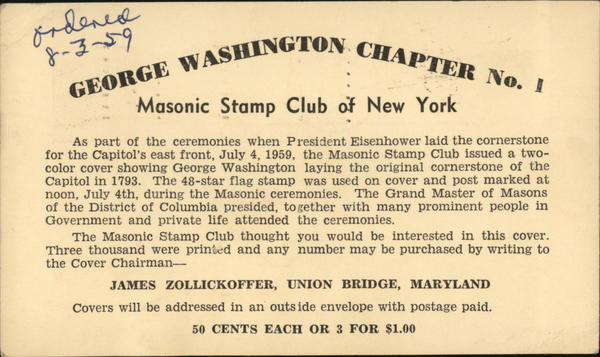 ordered
8-3-59
GEORGE WASHINGTON CHAPTER No. 1
Masonic Stamp Club of New York
As part of the ceremonies when President Eisenhower laid the cornerstone
for the Capitol's east front, July 4, 1959, the Masonic Stamp Club issued a two-
color cover showing George Washington laying the original cornerstone of the
Capitol in 1793. The 48-star flag stamp was used on cover and post marked at
noon, July 4th, during the Masonic ceremonies. The Grand Master of Masons
of the District of Columbia presided, together with many prominent people in
Government and private life attended the ceremonies.
The Masonic Stamp Club thought you would be interested in this cover.
Three thousand were printed and any number may be purchased by writing to
the Cover Chairman—
JAMES ZOLLICKOFFER, UNION BRIDGE, MARYLAND
Covers will be addressed in an outside envelope with postage paid.
50 CENTS EACH OR 3 FOR $1.00